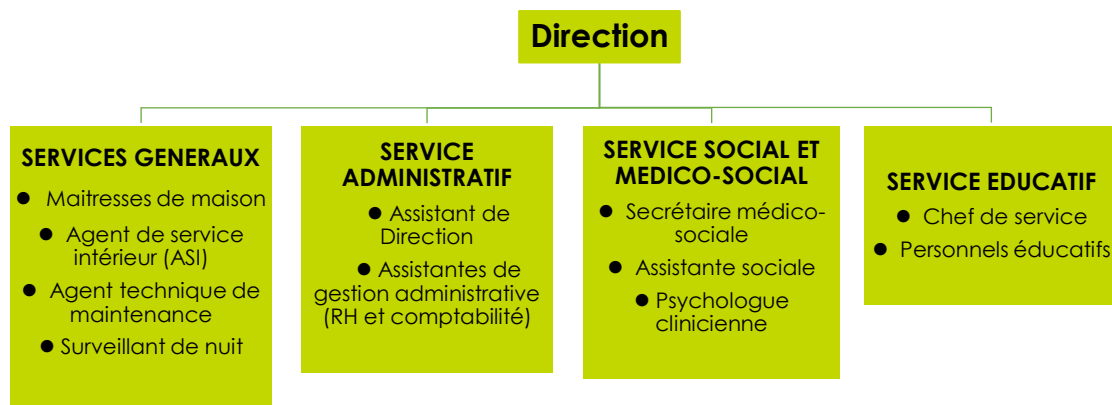 Direction
SERVICES GENERAUX
● Maitresses de maison
● Agent de service
intérieur (ASI)
● Agent technique de
maintenance
● Surveillant de nuit
SERVICE
ADMINISTRATIF
● Assistant de
Direction
● Assistantes de
gestion administrative
(RH et comptabilité)
SERVICE SOCIAL ET
MEDICO-SOCIAL
● Secrétaire médico-
sociale
● Assistante sociale
● Psychologue
clinicienne
SERVICE EDUCATIF
● Chef de service
● Personnels éducatifs